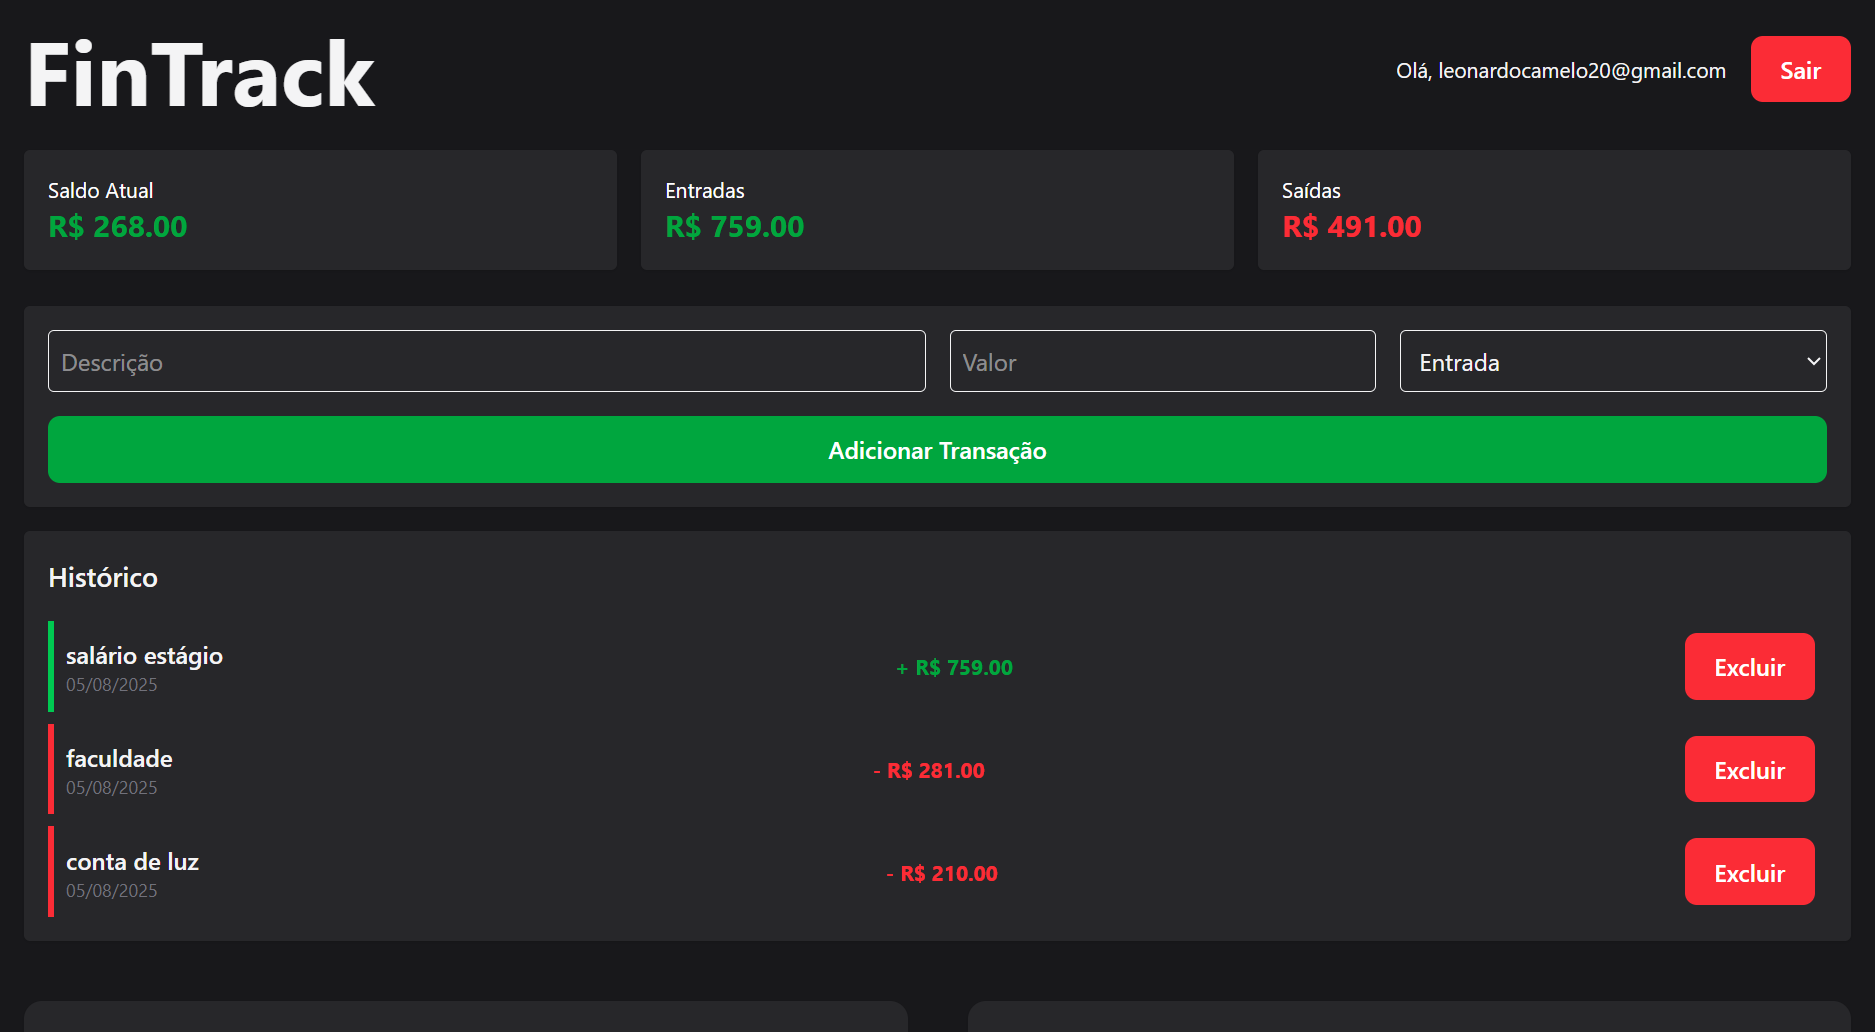 FinTrack
Olá, leonardocamelo20@gmail.com
Sair
Saldo Atual
R$ 268.00
Entradas
R$ 759.00
Saídas
R$ 491.00
Descrição
Valor
Entrada
Adicionar Transação
Histórico
salário estágio
05/08/2025
+ R$ 759.00
Excluir
faculdade
05/08/2025
- R$ 281.00
Excluir
conta de luz
05/08/2025
- R$ 210.00
Excluir